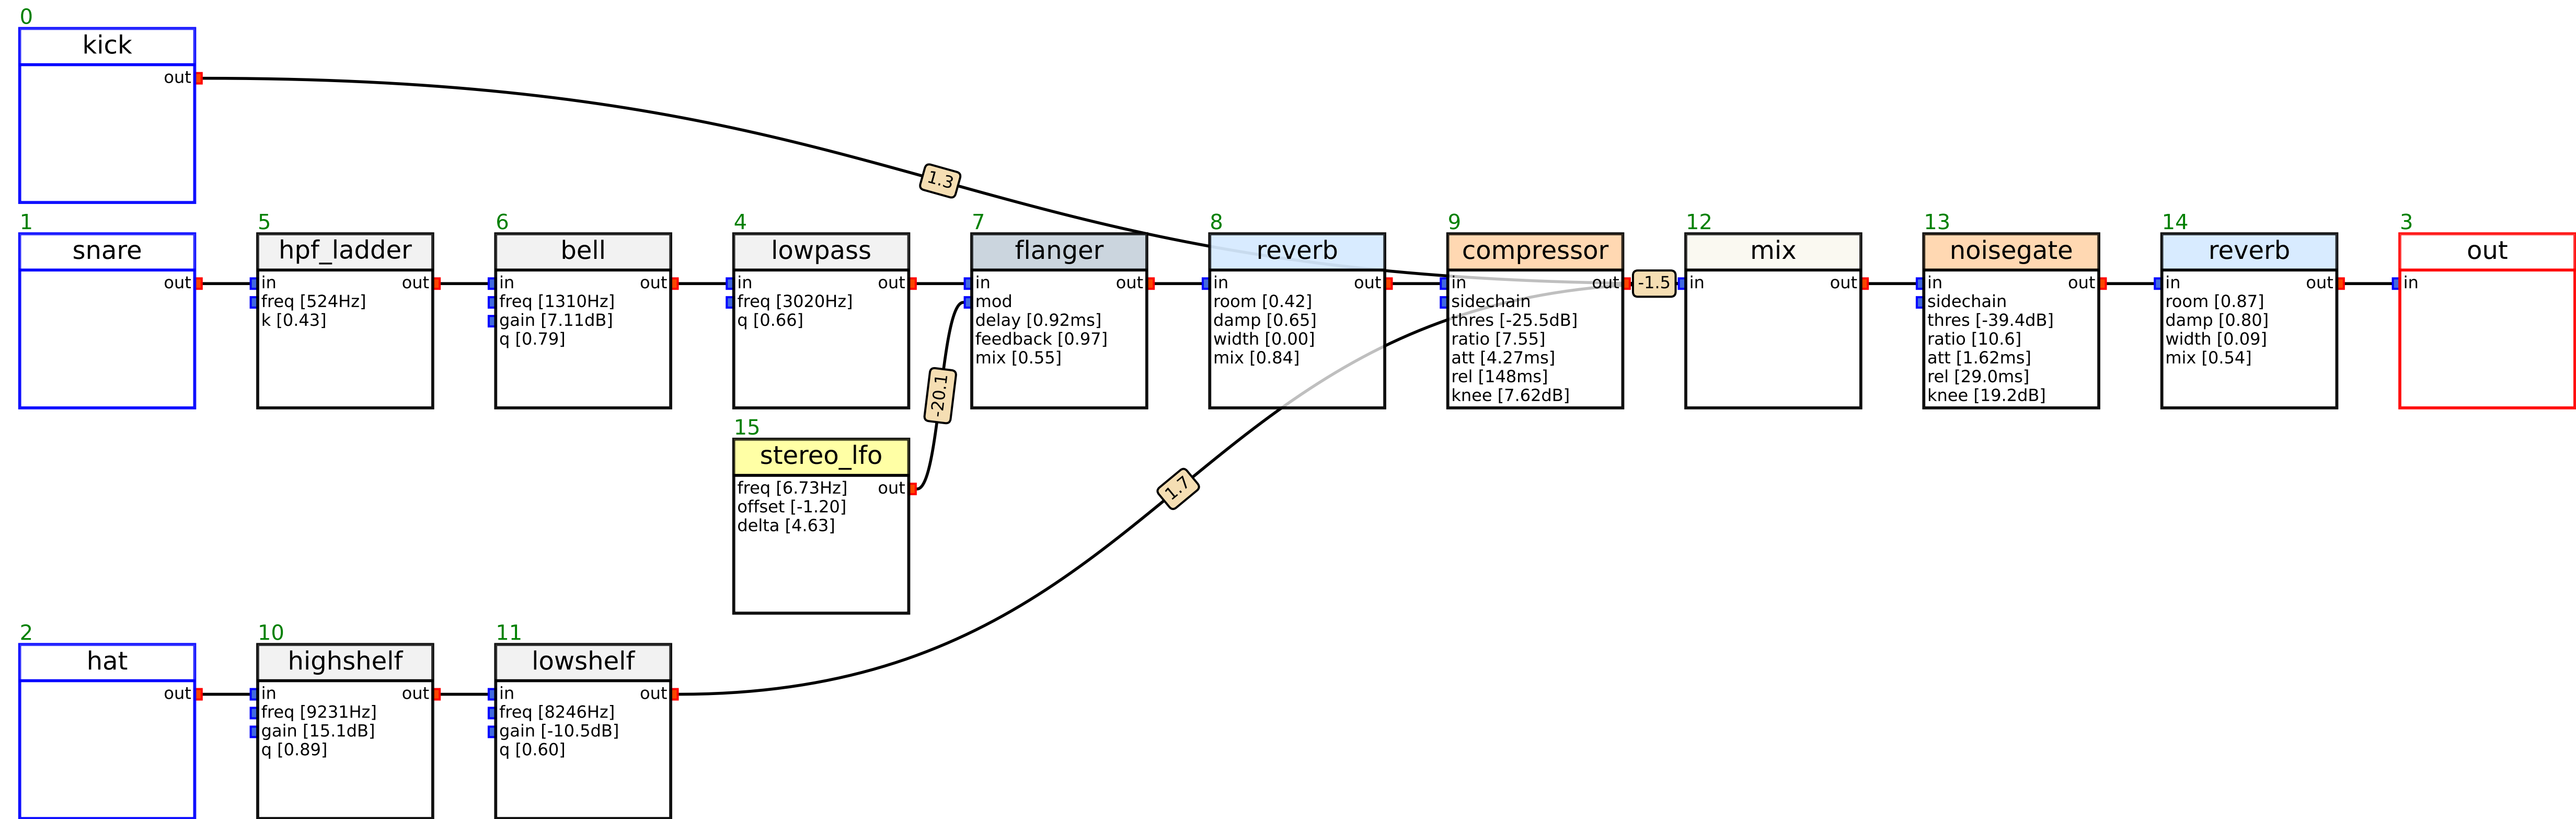 0
kick
out
1.3
1
snare
out
5
hpf_ladder
in out
freq [524Hz]
k [0.43]
6
bell
in out
freq [1310Hz]
gain [7.11dB]
q [0.79]
4
lowpass
in out
freq [3020Hz]
q [0.66]
7
flanger
in out
mod
delay [0.92ms]
feedback [0.97]
mix [0.55]
8
reverb
in out
room [0.42]
damp [0.65]
width [0.00]
mix [0.84]
9
compressor
in out
sidechain
thres [-25.5dB]
ratio [7.55]
att [4.27ms]
rel [148ms]
knee [7.62dB]
-1.5
12
mix
in out
13
noisegate
in out
sidechain
thres [-39.4dB]
ratio [10.6]
att [1.62ms]
rel [29.0ms]
knee [19.2dB]
14
reverb
in out
room [0.87]
damp [0.80]
width [0.09]
mix [0.54]
3
out
in
-20.1
15
stereo_lfo
freq [6.73Hz] out
offset [-1.20]
delta [4.63]
1.7
2
hat
out
10
highshelf
in out
freq [9231Hz]
gain [15.1dB]
q [0.89]
11
lowshelf
in out
freq [8246Hz]
gain [-10.5dB]
q [0.60]